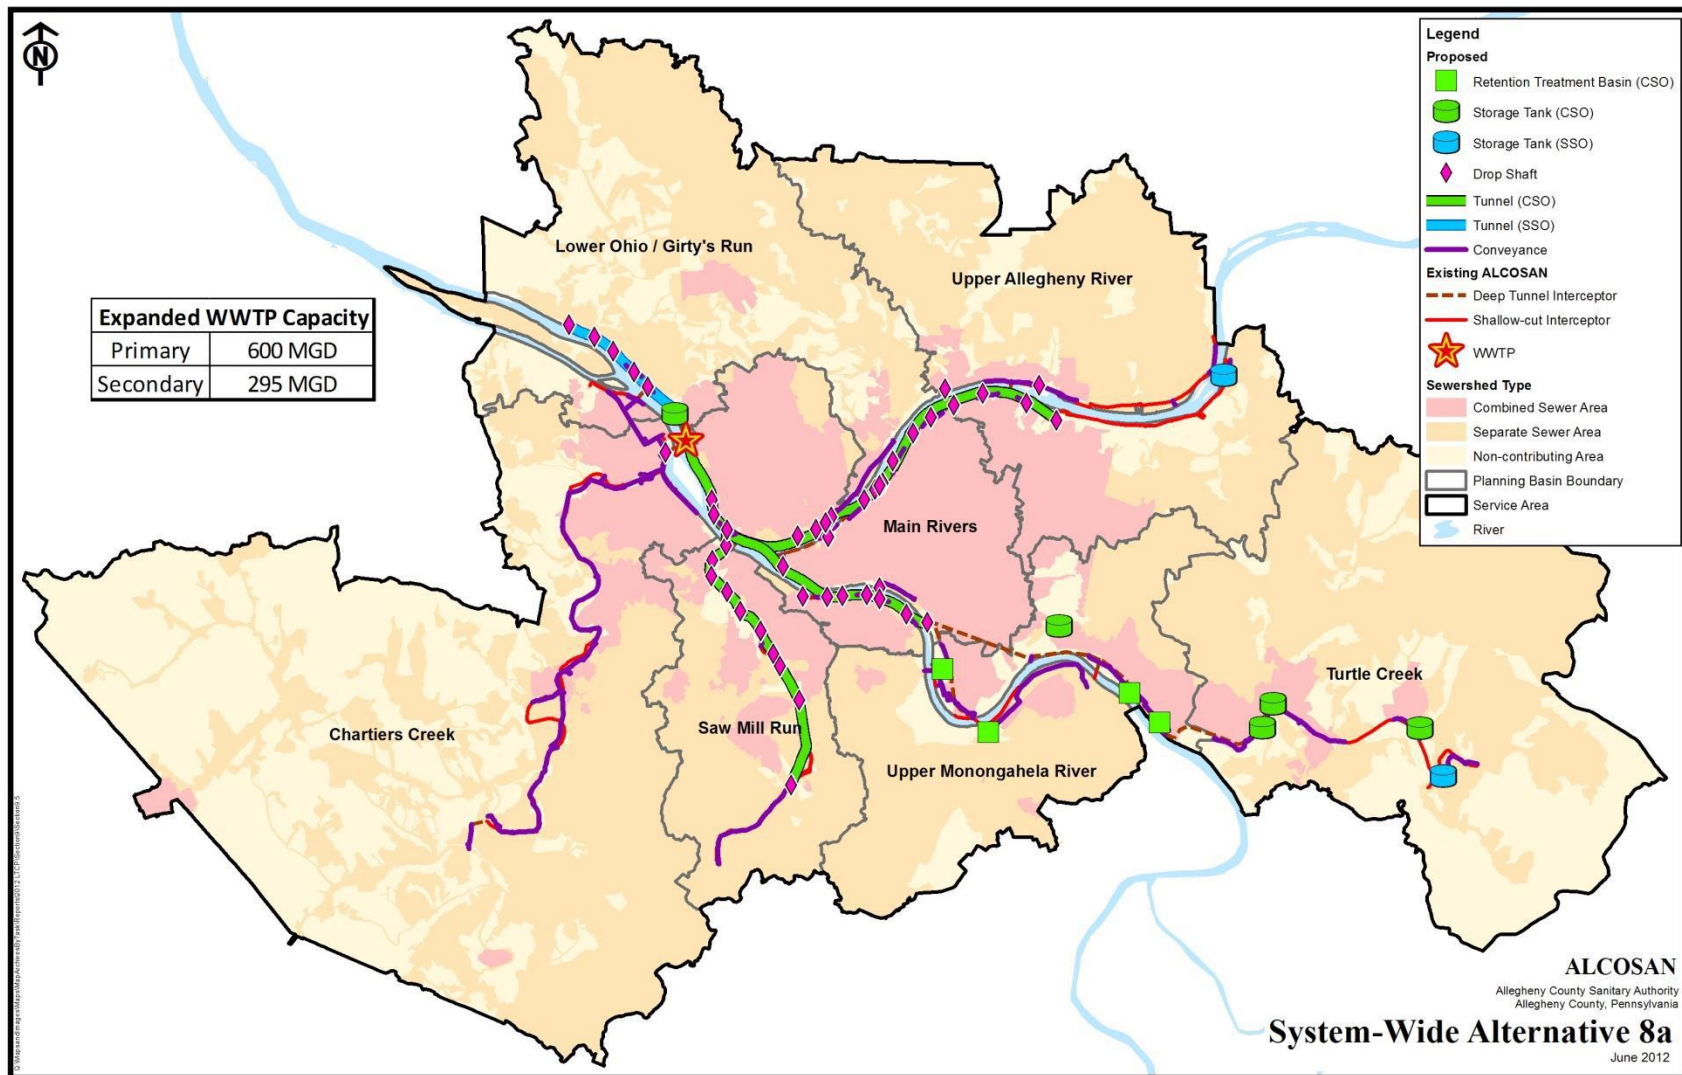 N
Legend
Proposed
Retention Treatment Basin (CSO)
Storage Tank (CSO)
Storage Tank (SSO)
Drop Shaft
Tunnel (CSO)
Tunnel (SSO)
Conveyance
Existing ALCOSAN
Deep Tunnel Interceptor
Shallow-cut Interceptor
WWTP
Sewershed Type
Combined Sewer Area
Separate Sewer Area
Non-contributing Area
Planning Basin Boundary
Service Area
River
Lower Ohio / Girty's Run
Upper Allegheny River
Expanded WWTP Capacity
Primary 600 MGD
Secondary 295 MGD
Main Rivers
Turtle Creek
Chartiers Creek
Saw Mill Run
Upper Monongahela River
ALCOSAN
Allegheny County Sanitary Authority
Allegheny County, Pennsylvania
System-Wide Alternative 8a
June 2012